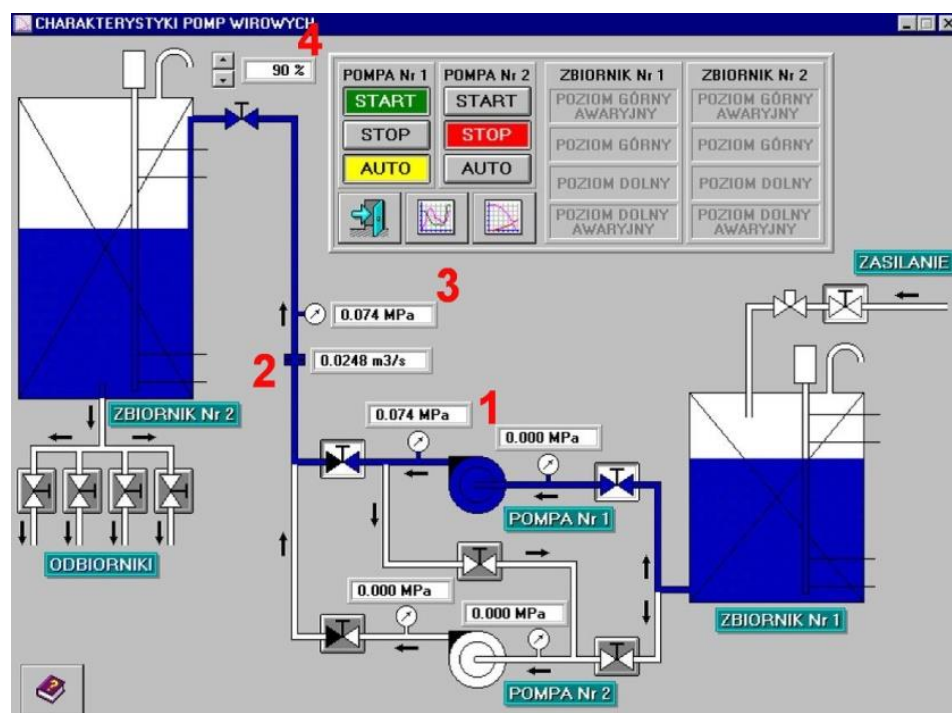 CHARAKTERYSTYKI POMP WIROWYCH
4
90 %
POMPA Nr 1
START
STOP
AUTO
POMPA Nr 2
START
STOP
AUTO
ZBIORNIK Nr 1
POZIOM GÓRNY
AWARYJNY
POZIOM GÓRNY
POZIOM DOLNY
POZIOM DOLNY
AWARYJNY
ZBIORNIK Nr 2
POZIOM GÓRNY
AWARYJNY
POZIOM GÓRNY
POZIOM DOLNY
POZIOM DOLNY
AWARYJNY
ZASILANIE
3
0.074 MPa
2
0.0248 m3/s
1
0.074 MPa
0.000 MPa
ZBIORNIK Nr 2
POMPA Nr 1
ODBIORNIKI
0.000 MPa
0.000 MPa
ZBIORNIK Nr 1
POMPA Nr 2